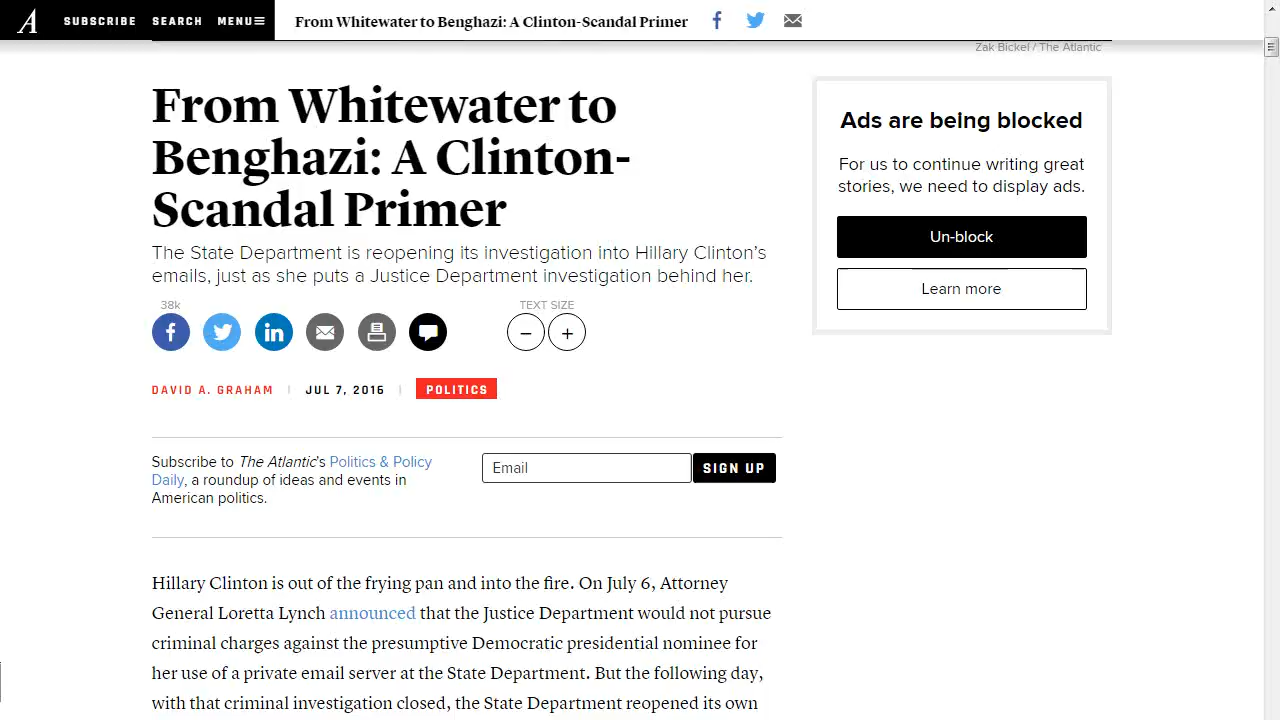 A SUBSCRIBE SEARCH MENU From Whitewater to Benghazi: A Clinton-Scandal Primer
Zak Bickel / The Atlantic
From Whitewater to
Benghazi: A Clinton-
Scandal Primer
The State Department is reopening its investigation into Hillary Clinton's
emails, just as she puts a Justice Department investigation behind her.
38k TEXT SIZE
f in − +
DAVID A. GRAHAM | JUL 7, 2016 | POLITICS
Subscribe to The Atlantic's Politics & Policy
Daily, a roundup of ideas and events in
American politics.
Email SIGN UP
Hillary Clinton is out of the frying pan and into the fire. On July 6, Attorney
General Loretta Lynch announced that the Justice Department would not pursue
criminal charges against the presumptive Democratic presidential nominee for
her use of a private email server at the State Department. But the following day,
with that criminal investigation closed, the State Department reopened its own
Ads are being blocked
For us to continue writing great
stories, we need to display ads.
Un-block
Learn more